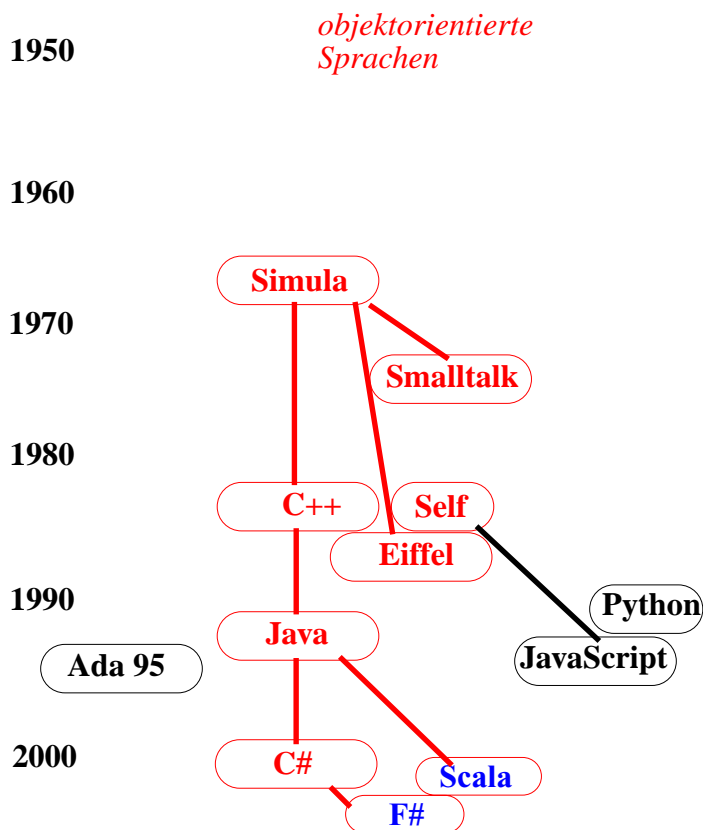 objektorientierte
1950
Sprachen
1960
Simula
1970
Smalltalk
1980
C++
Self
Eiffel
1990
Python
Java
JavaScript
Ada 95
2000
C#
Scala
F#